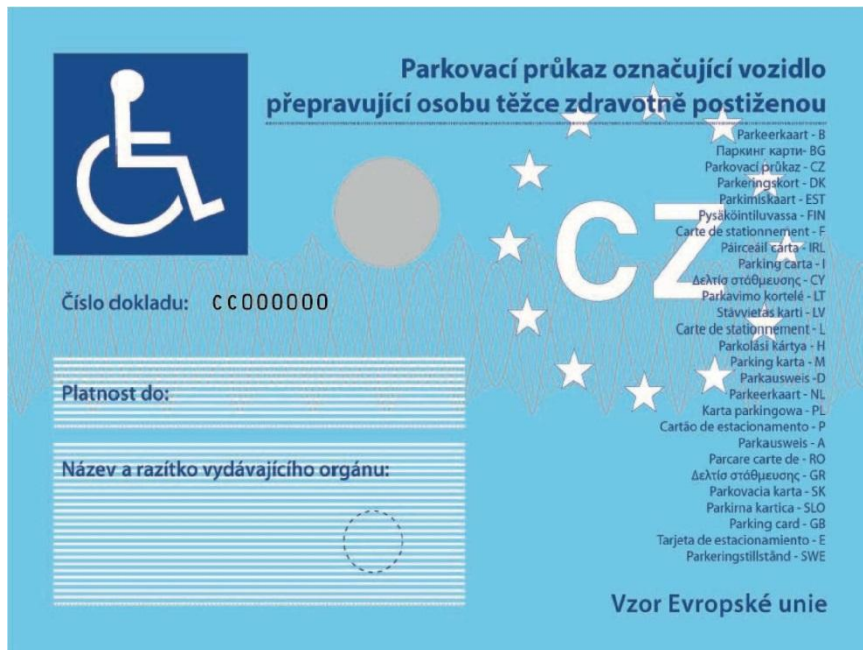 Parkovací průkaz označující vozidlo
přepravující osobu těžce zdravotně postiženou
Parkeerkaart - B
Паркинг карти- BG
Parkovací průkaz - CZ
Parkeringskort - DK
Parkimiskaart - EST
Pysäköintiluvassa - FIN
Carte de stationnement - F
Páirceáil cárta - IRL
Parking carta - I
Δελτίο στάθμευσης - CY
Parkavimo kortelė - LT
Stāvvietas karti - LV
Carte de stationnement - L
Parkolási kártya - H
Parking karta - M
Parkausweis -D
Parkeerkaart - NL
Karta parkingowa - PL
Cartão de estacionamento - P
Parkausweis - A
Parcare carte de - RO
Δελτίο στάθμευσης - GR
Parkovacia karta - SK
Parkirna kartica - SLO
Parking card - GB
Tarjeta de estacionamiento - E
Parkeringstillstånd - SWE
CZ
Číslo dokladu: CC000000
Platnost do:
Název a razítko vydávajícího orgánu:
Vzor Evropské unie